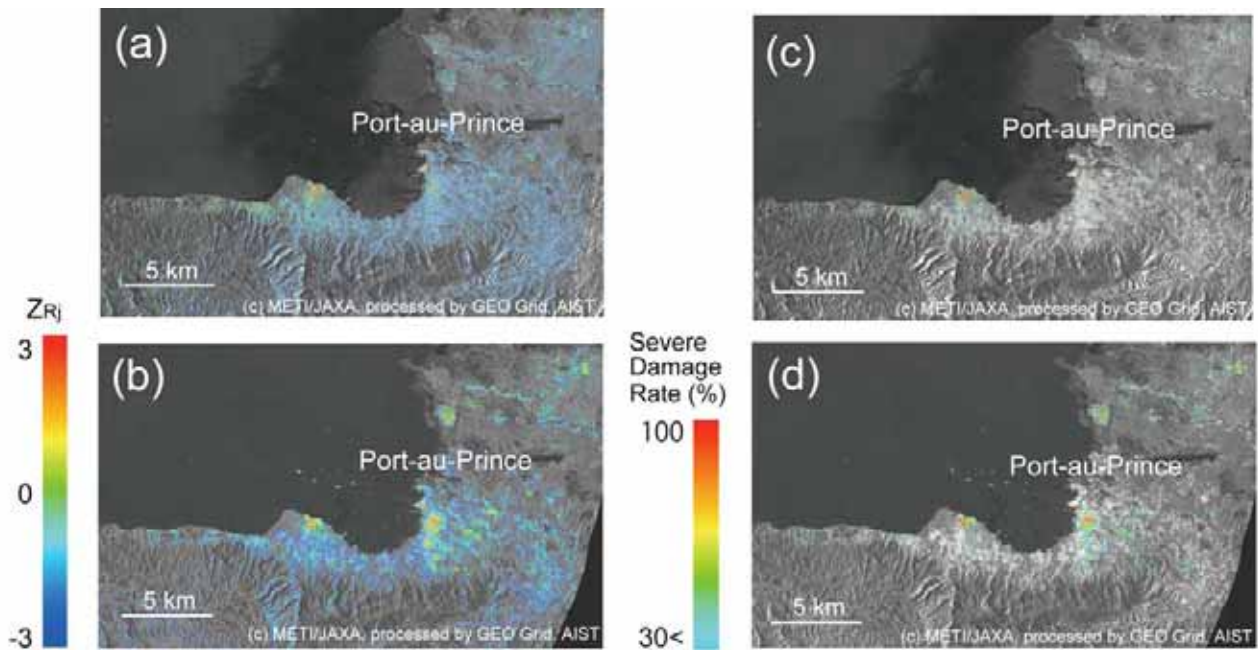 (a)
Port-au-Prince
5 km
(c) METI/JAXA, processed by GEO Grid, AIST
(c)
Port-au-Prince
5 km
(c) METI/JAXA, processed by GEO Grid, AIST
ZRj
3
0
-3
(b)
Port-au-Prince
5 km
(c) METI/JAXA, processed by GEO Grid, AIST
Severe
Damage
Rate (%)
100
30<
(d)
Port-au-Prince
5 km
(c) METI/JAXA, processed by GEO Grid, AIST